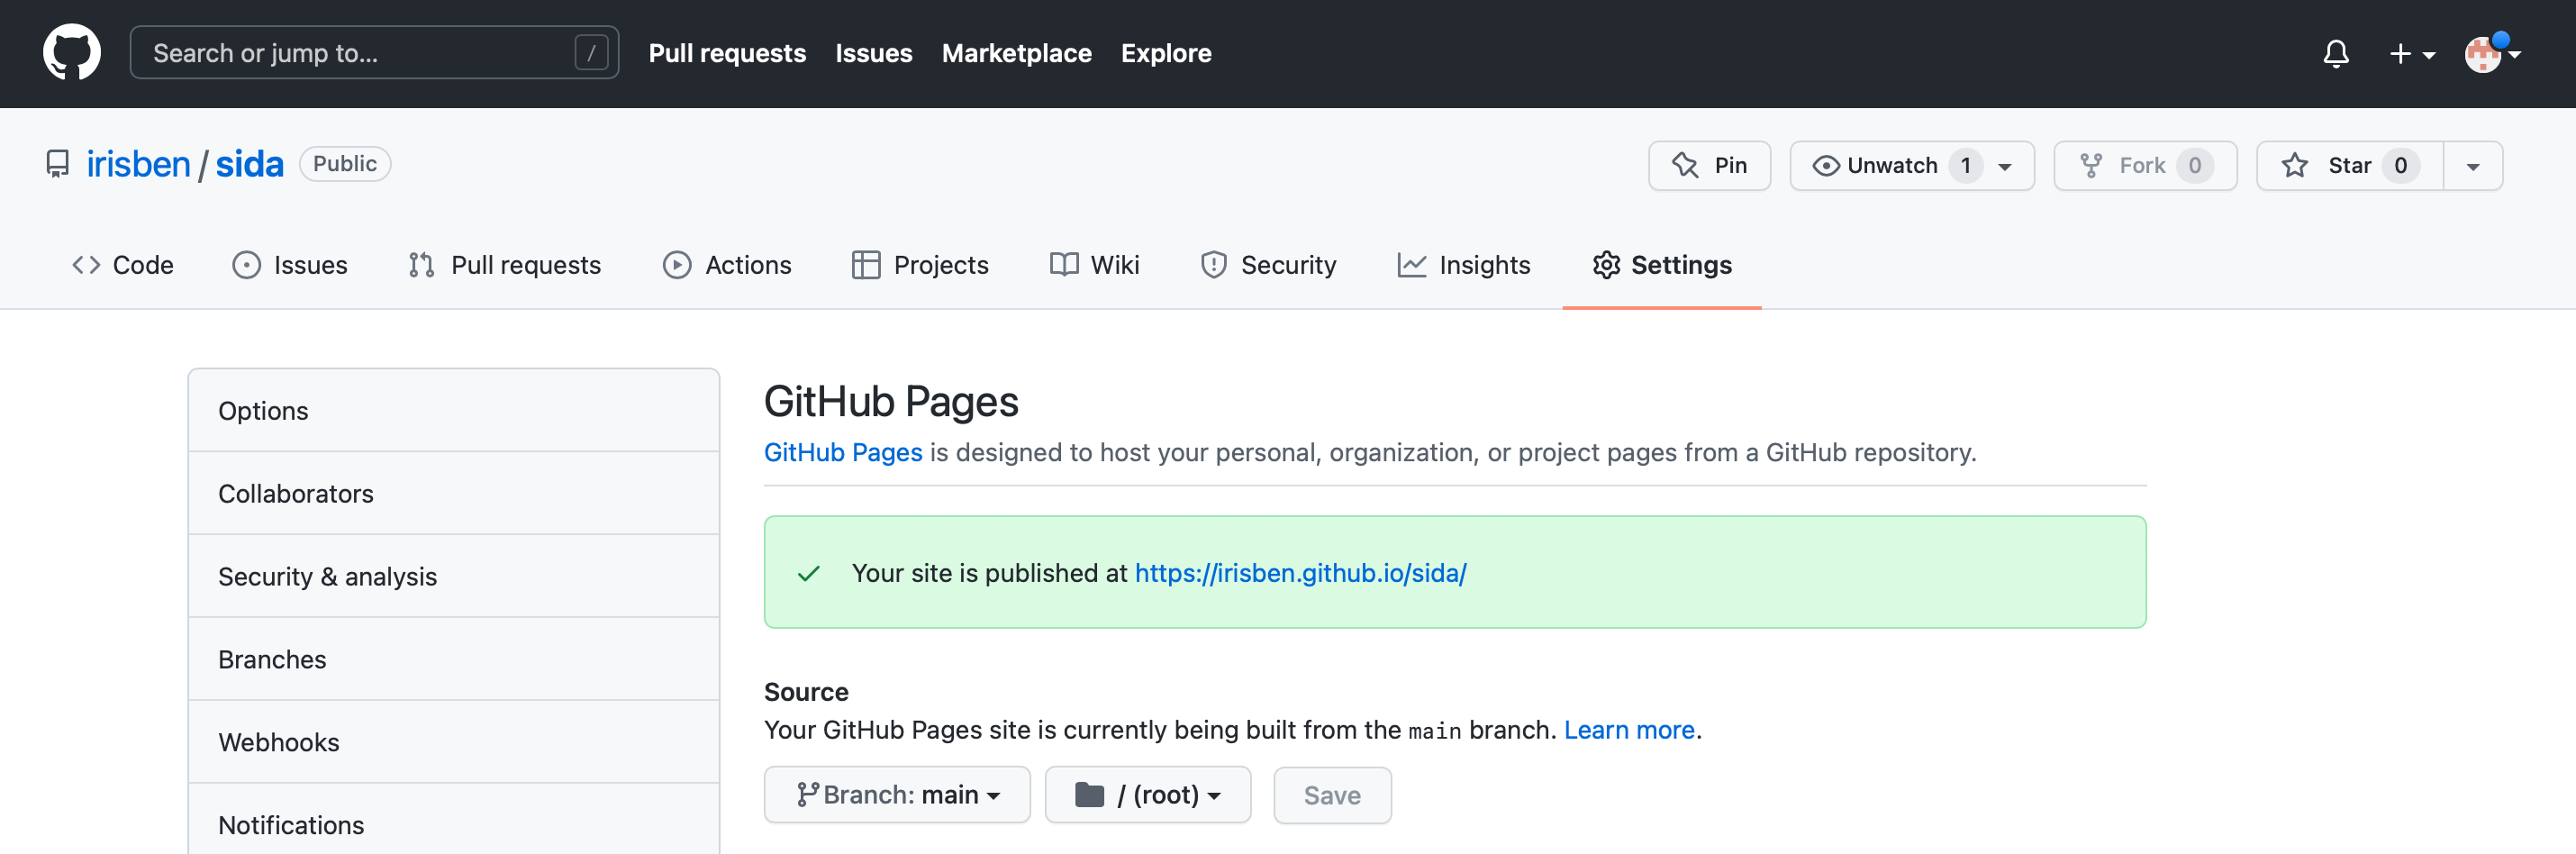 Search or jump to... / Pull requests Issues Marketplace Explore
irisben / sida Public Pin Unwatch 1 Fork 0 Star 0
Code Issues Pull requests Actions Projects Wiki Security Insights Settings
Options
Collaborators
Security & analysis
Branches
Webhooks
Notifications
GitHub Pages
GitHub Pages is designed to host your personal, organization, or project pages from a GitHub repository.
Your site is published at https://irisben.github.io/sida/
Source
Your GitHub Pages site is currently being built from the main branch. Learn more.
Branch: main / (root) Save